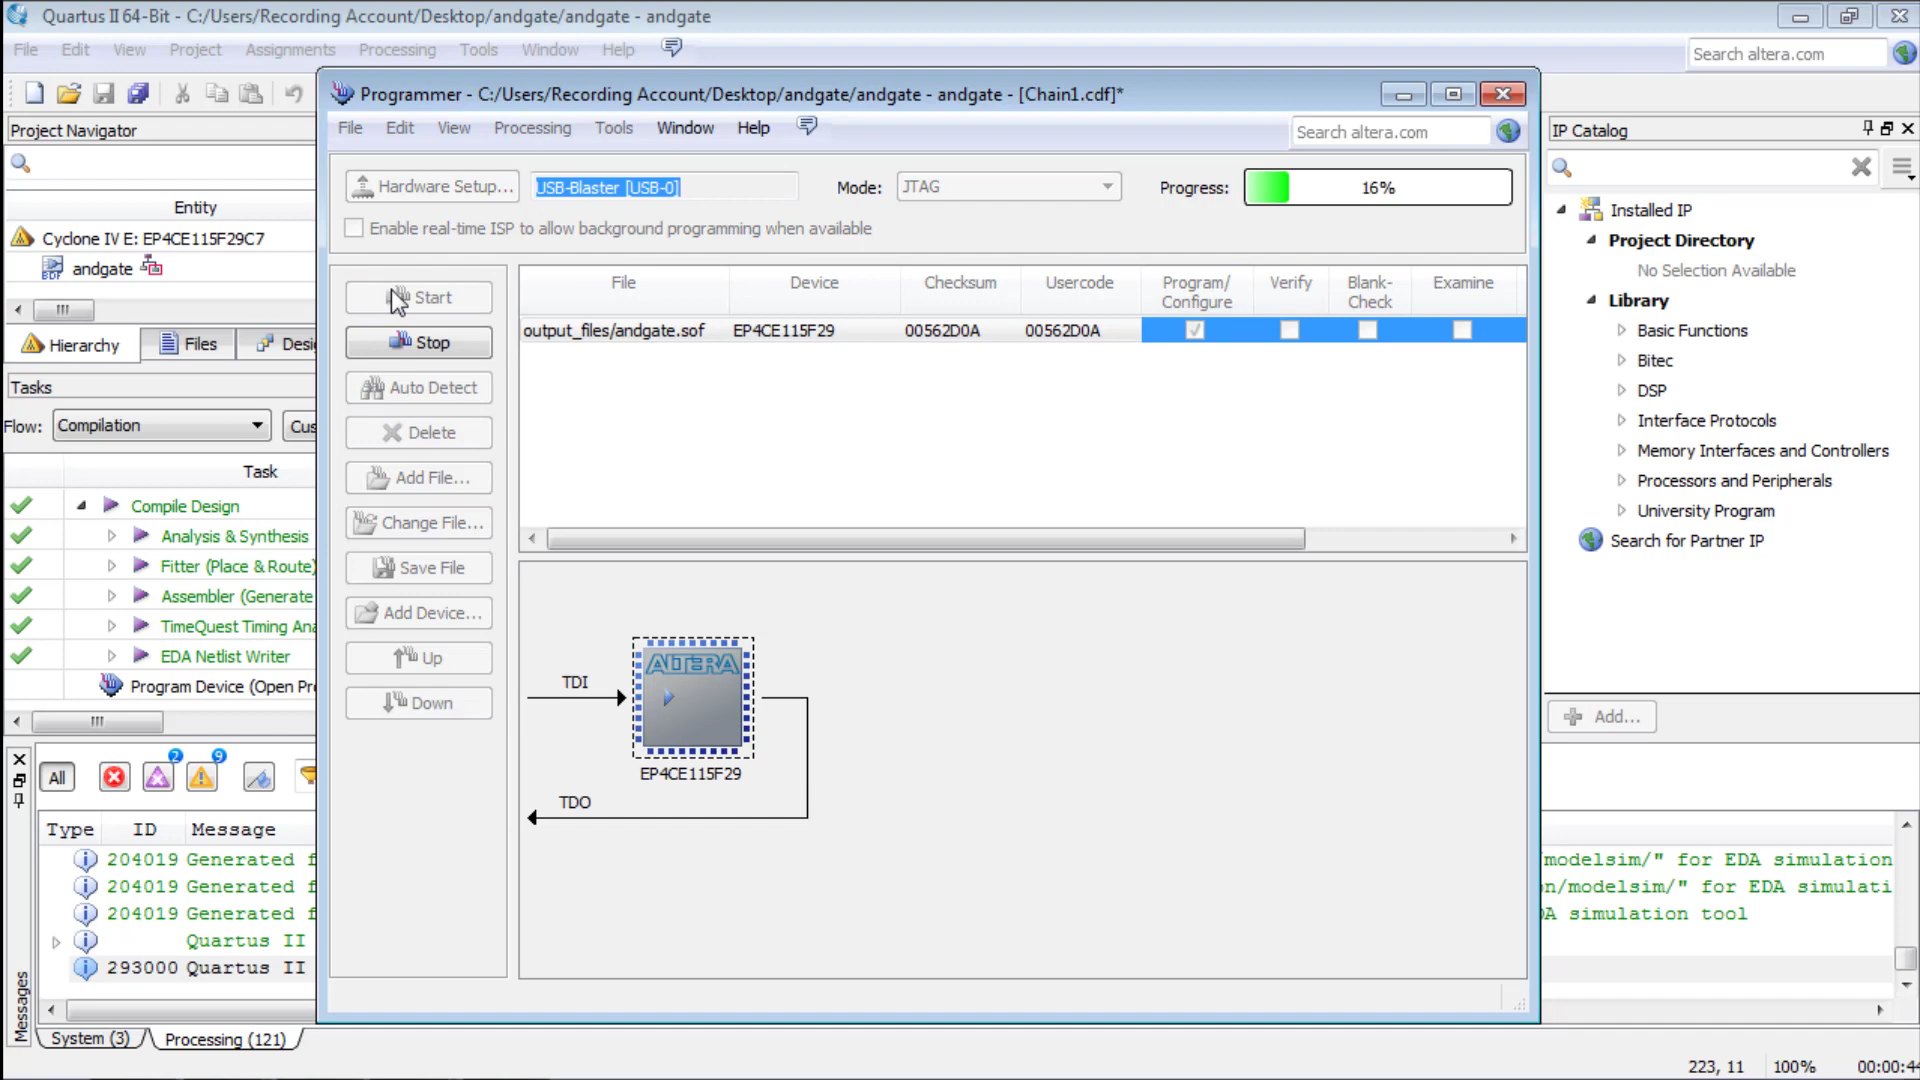 Quartus II 64-Bit - C:/Users/Recording Account/Desktop/andgate/andgate - andgate
File Edit View Project Assignments Processing Tools Window Help
Search altera.com
Programmer - C:/Users/Recording Account/Desktop/andgate/andgate - andgate - [Chain1.cdf]*
File Edit View Processing Tools Window Help
Search altera.com
Hardware Setup... USB-Blaster [USB-0] Mode: JTAG Progress: 16%
Enable real-time ISP to allow background programming when available
Start
Stop
Auto Detect
Delete
Add File...
Change File...
Save File
Add Device...
Up
Down
File Device Checksum Usercode Program/ Configure Verify Blank- Check Examine
output_files/andgate.sof EP4CE115F29 00562D0A 00562D0A
TDI
ALTERA
EP4CE115F29
TDO
Project Navigator
Entity
Cyclone IV E: EP4CE115F29C7
andgate
Hierarchy Files Desi
Tasks
Flow: Compilation Cus
Task
Compile Design
Analysis & Synthesis
Fitter (Place & Route)
Assembler (Generate
TimeQuest Timing Ana
EDA Netlist Writer
Program Device (Open Pr
IP Catalog
Installed IP
Project Directory
No Selection Available
Library
Basic Functions
Bitec
DSP
Interface Protocols
Memory Interfaces and Controllers
Processors and Peripherals
University Program
Search for Partner IP
Add...
All 2 9
Type ID Message
204019 Generated f
204019 Generated f
204019 Generated f
Quartus II
293000 Quartus II
modelsim/" for EDA simulation
n/modelsim/" for EDA simulati
A simulation tool
Messages
System (3) Processing (121)
223, 11 100% 00:00:44